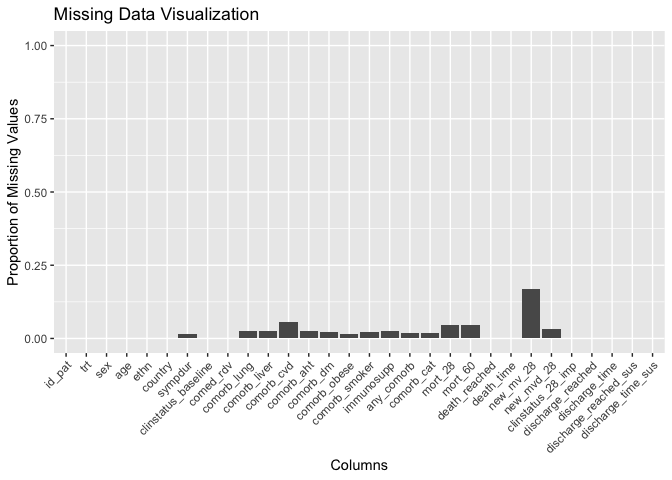 Missing Data Visualization
Proportion of Missing Values
1.00
0.75
0.50
0.25
0.00
id_pat
trt
sex
age
ethn
country
sympdur
clinstatus_baseline
comed_rdv
comorb_lung
comorb_liver
comorb_cvd
comorb_aht
comorb_dm
comorb_obese
comorb_smoker
immunosupp
any_comorb
comorb_cat
mort_28
mort_60
death_reached
death_time
new_mv_28
new_mvd_28
clinstatus_28_imp
discharge_reached
discharge_time
discharge_reached_sus
discharge_time_sus
Columns